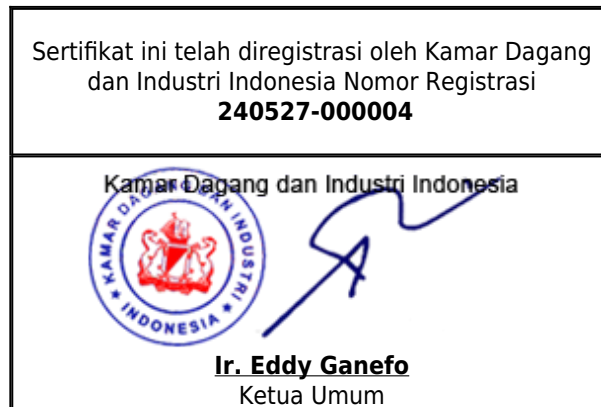 Sertifikat ini telah diregistrasi oleh Kamar Dagang
dan Industri Indonesia Nomor Registrasi
240527-000004
Kamar Dagang dan Industri Indonesia
KAMAR DAGANG DAN INDUSTRI
INDONESIA
Ir. Eddy Ganefo
Ketua Umum